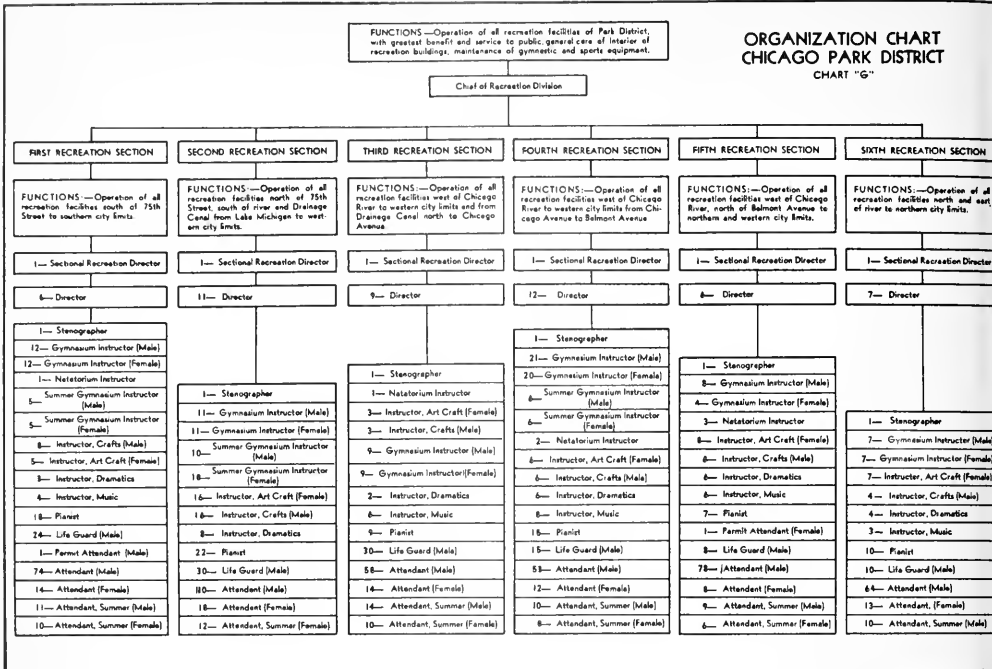 FUNCTIONS—Operation of all recreation facilities of Park District,
with greatest benefit and service to public, general care of interior of
recreation buildings, maintenance of gymnastic and sports equipment.
ORGANIZATION CHART
CHICAGO PARK DISTRICT
CHART "G"
Chief of Recreation Division
FIRST RECREATION SECTION
FUNCTIONS—Operation of all
recreation facilities south of 75th
Street to southern city limits.
1— Sectional Recreation Director
6— Director
1— Stenographer
12— Gymnasium Instructor (Male)
12— Gymnasium Instructor (Female)
1— Natatorium Instructor
5— Summer Gymnasium Instructor
(Male)
5— Summer Gymnasium Instructor
(Female)
Instructor, Crafts (Male)
5— Instructor, Art Craft (Female)
Instructor, Dramatics
4— Instructor, Music
18— Pianist
24— Life Guard (Male)
1— Permit Attendant (Male)
74— Attendant (Male)
14— Attendant (Female)
11— Attendant, Summer (Male)
10— Attendant, Summer (Female)
SECOND RECREATION SECTION
FUNCTIONS—Operation of all
recreation facilities north of 75th
Street, south of river and Drainage
Canal from Lake Michigan to west-
ern city limits.
1— Sectional Recreation Director
11— Director
1— Stenographer
11— Gymnasium Instructor (Male)
11— Gymnasium Instructor (Female)
10— Summer Gymnasium Instructor
(Male)
18— Summer Gymnasium Instructor
(Female)
16— Instructor, Art Craft (Female)
16— Instructor, Crafts (Male)
8— Instructor, Dramatics
22— Pianist
30— Life Guard (Male)
Attendant (Male)
18— Attendant (Female)
12— Attendant, Summer (Female)
THIRD RECREATION SECTION
FUNCTIONS:—Operation of all
recreation facilities west of Chicago
River to western city limits and from
Drainage Canal north to Chicago
Avenue
1— Sectional Recreation Director
9— Director
1— Stenographer
1— Natatorium Instructor
3— Instructor, Art Craft (Female)
3— Instructor, Crafts (Male)
9— Gymnasium Instructor (Male)
9— Gymnasium Instructor (Female)
2— Instructor, Dramatics
6— Instructor, Music
9— Pianist
30— Life Guard (Male)
58— Attendant (Male)
14— Attendant (Female)
14— Attendant, Summer (Male)
10— Attendant, Summer (Female)
FOURTH RECREATION SECTION
FUNCTIONS:—Operation of all
recreation facilities west of Chicago
River to western city limits from Chi-
cago Avenue to Belmont Avenue
1— Sectional Recreation Director
12— Director
1— Stenographer
21— Gymnasium Instructor (Male)
20— Gymnasium Instructor (Female)
6— Summer Gymnasium Instructor
(Male)
6— Summer Gymnasium Instructor
(Female)
2— Natatorium Instructor
6— Instructor, Art Craft (Female)
6— Instructor, Crafts (Male)
6— Instructor, Dramatics
8— Instructor, Music
Pianist
15— Life Guard (Male)
53— Attendant (Male)
12— Attendant (Female)
10— Attendant, Summer (Male)
8— Attendant, Summer (Female)
FIFTH RECREATION SECTION
FUNCTIONS:—Operation of all
recreation facilities west of Chicago
River, north of Belmont Avenue to
northern and western city limits.
1— Sectional Recreation Director
6— Director
1— Stenographer
8— Gymnasium Instructor (Male)
4— Gymnasium Instructor (Female)
3— Natatorium Instructor
8— Instructor, Art Craft (Female)
Instructor, Crafts (Male)
6— Instructor, Dramatics
6— Instructor, Music
7— Pianist
1— Permit Attendant (Female)
8— Life Guard (Male)
78— Attendant (Male)
8— Attendant (Female)
9— Attendant, Summer (Male)
6— Attendant, Summer (Female)
SIXTH RECREATION SECTION
FUNCTIONS—Operation of all
recreation facilities north and east
of river to northern city limits.
1— Sectional Recreation Director
7— Director
1— Stenographer
7— Gymnasium Instructor (Male)
7— Gymnasium Instructor (Female)
7— Instructor, Art Craft (Female)
4— Instructor, Crafts (Male)
4— Instructor, Dramatics
3— Instructor, Music
10— Pianist
10— Life Guard (Male)
64— Attendant (Male)
13— Attendant, (Female)
10— Attendant, Summer (Male)